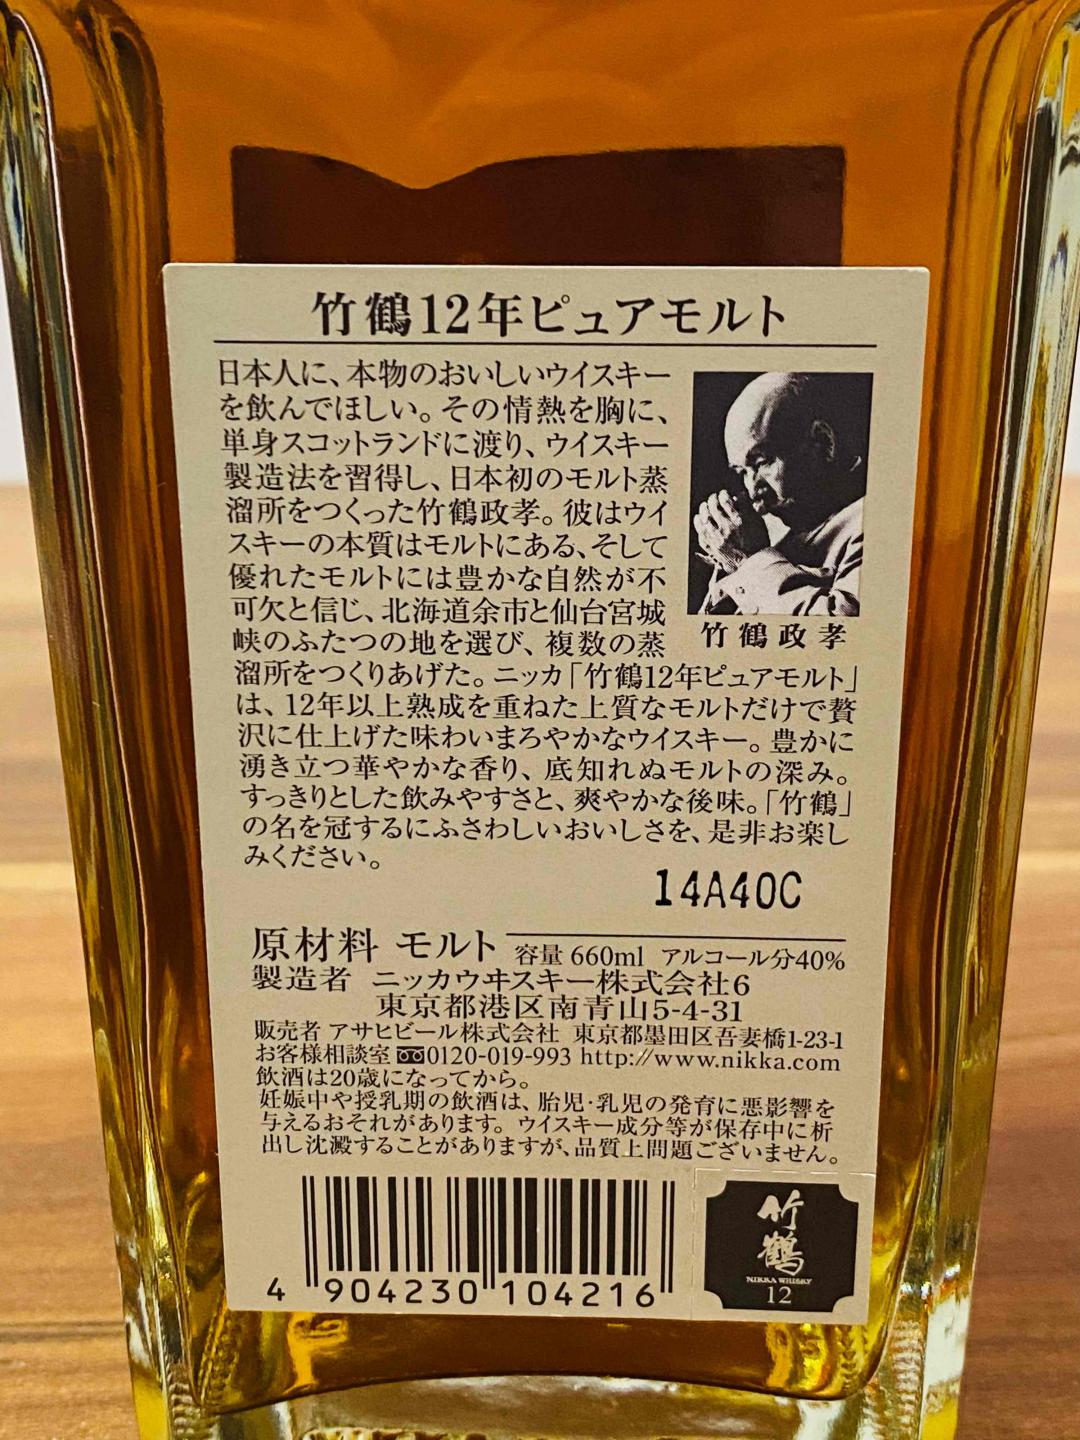 竹鶴12年ピュアモルト
日本人に、本物のおいしいウイスキー
を飲んでほしい。その情熱を胸に、
単身スコットランドに渡り、ウイスキー
製造法を習得し、日本初のモルト蒸
溜所をつくった竹鶴政孝。彼はウイ
スキーの本質はモルトにある、そして
優れたモルトには豊かな自然が不
可欠と信じ、北海道余市と仙台宮城
峡のふたつの地を選び、複数の蒸
溜所をつくりあげた。ニッカ「竹鶴12年ピュアモルト」
は、12年以上熟成を重ねた上質なモルトだけで贅
沢に仕上げた味わいまろやかなウイスキー。豊かに
湧き立つ華やかな香り、底知れぬモルトの深み。
すっきりとした飲みやすさと、爽やかな後味。「竹鶴」
の名を冠するにふさわしいおいしさを、是非お楽し
みください。
竹鶴政孝
14A40C
原材料 モルト 容量 660ml アルコール分40%
製造者 ニッカウヰスキー株式会社6
東京都港区南青山5-4-31
販売者 アサヒビール株式会社 東京都墨田区吾妻橋1-23-1
お客様相談室 0120-019-993 http://www.nikka.com
飲酒は20歳になってから。
妊娠中や授乳期の飲酒は、胎児・乳児の発育に悪影響を
与えるおそれがあります。ウイスキー成分等が保存中に析
出し沈澱することがありますが、品質上問題ございません。
4 904230 104216
竹鶴
NIKKA WHISKY
12